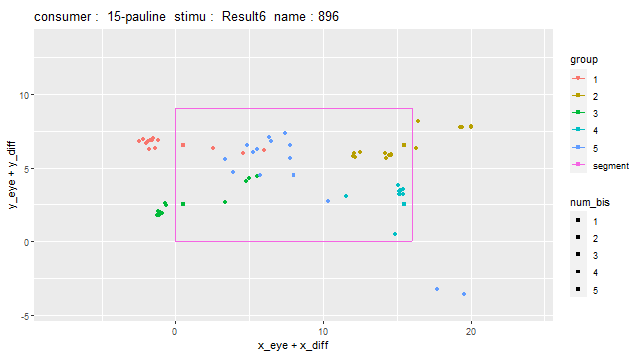 consumer : 15-pauline stimu : Result6 name : 896
y_eye + y_diff
10
5
0
-5
0
10
20
x_eye + x_diff
group
1
2
3
4
5
segment
num_bis
1
2
3
4
5